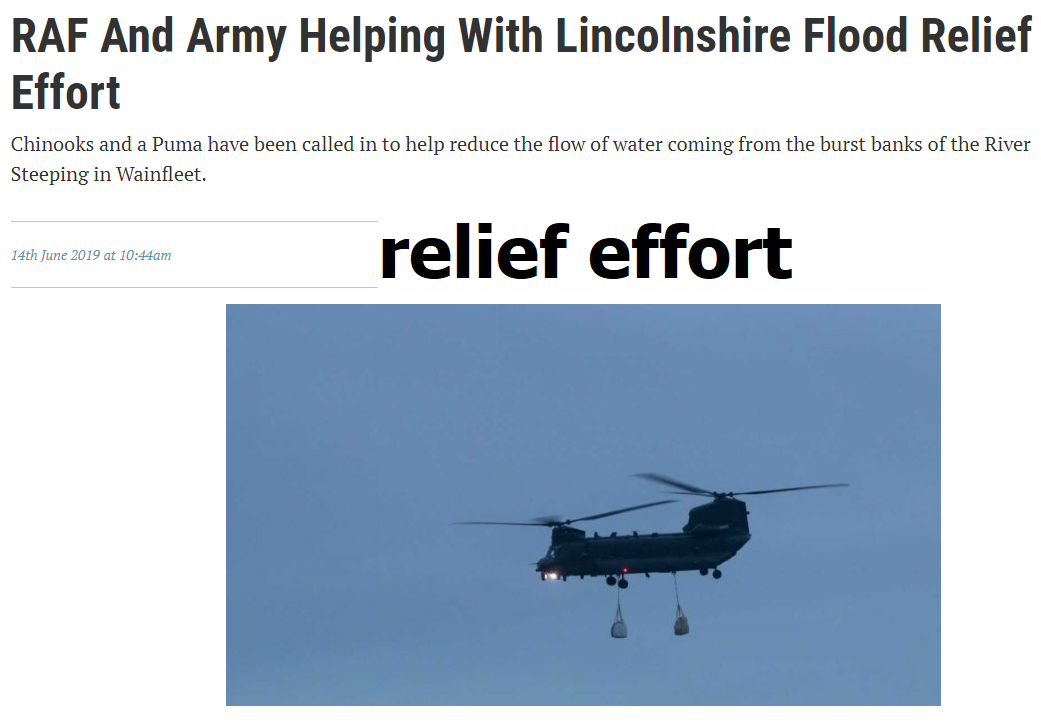 RAF And Army Helping With Lincolnshire Flood Relief
Effort
Chinooks and a Puma have been called in to help reduce the flow of water coming from the burst banks of the River
Steeping in Wainfleet.
14th June 2019 at 10:44am
relief effort